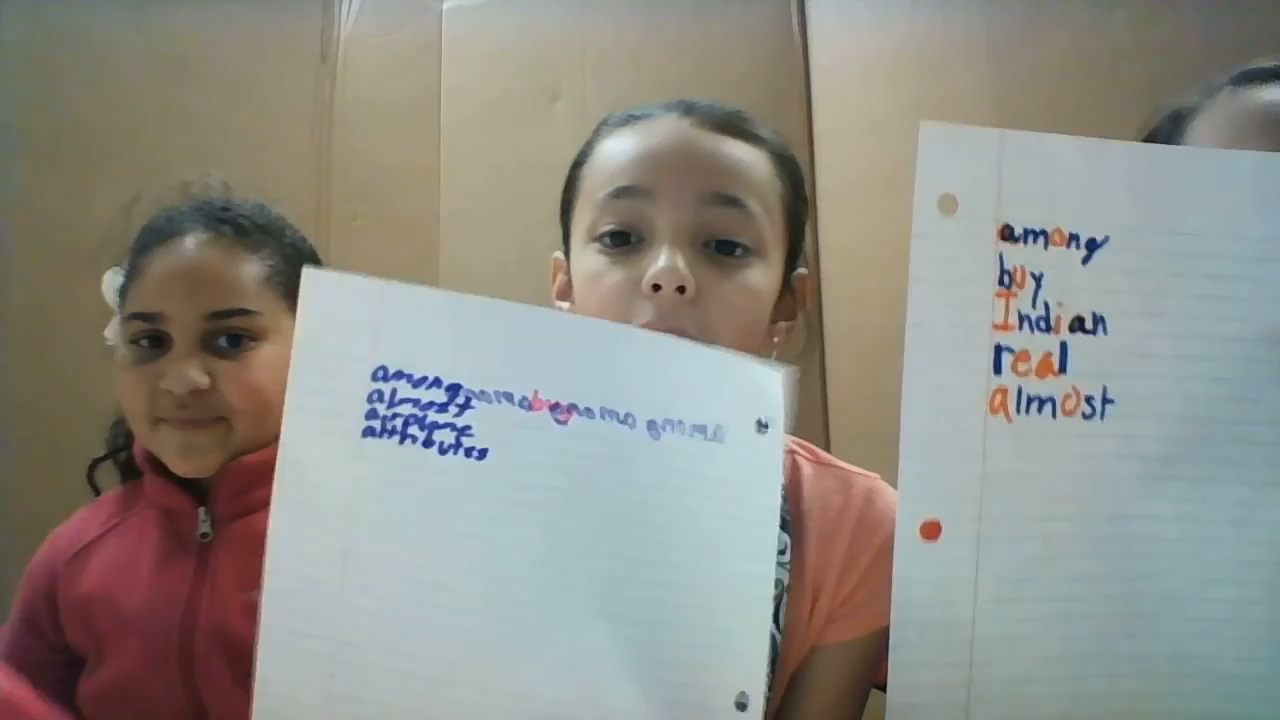 among
almost
airplane
attributes
among
buy
Indian
real
almost